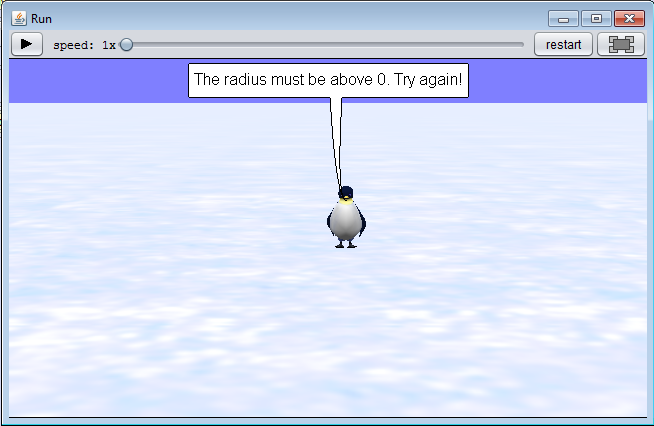 Run
speed: 1x
restart
The radius must be above 0. Try again!